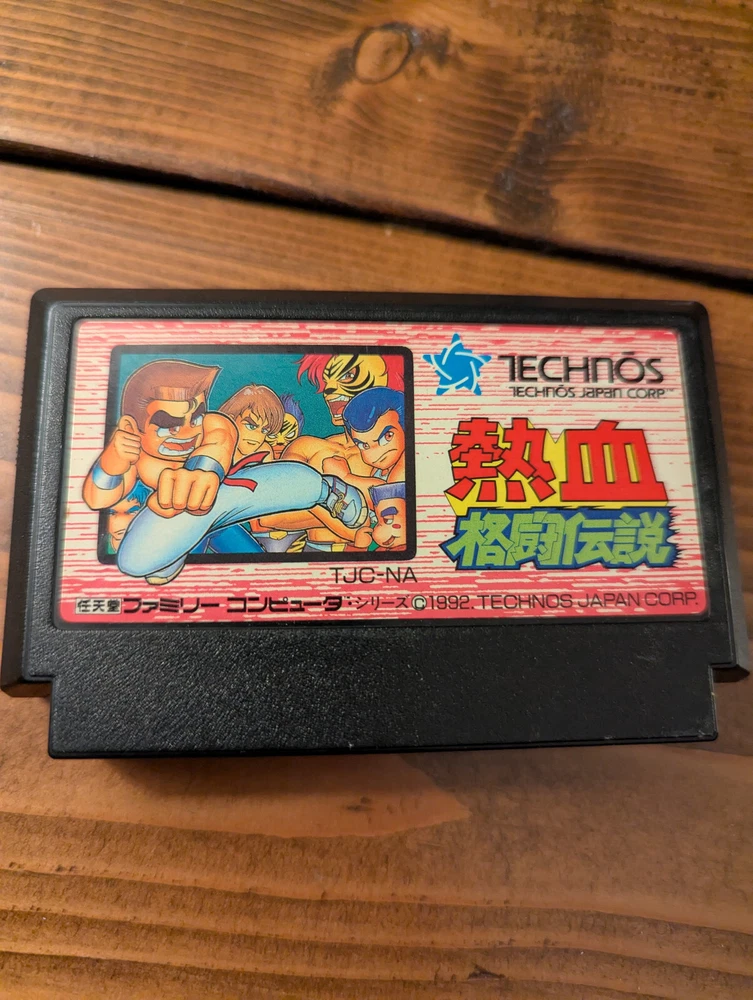 TECHNŌS
TECHNŌS JAPAN CORP.
熱血
格闘伝説
TJC-NA
任天堂 ファミリー コンピュータ・シリーズ ©1992. TECHNOS JAPAN CORP.